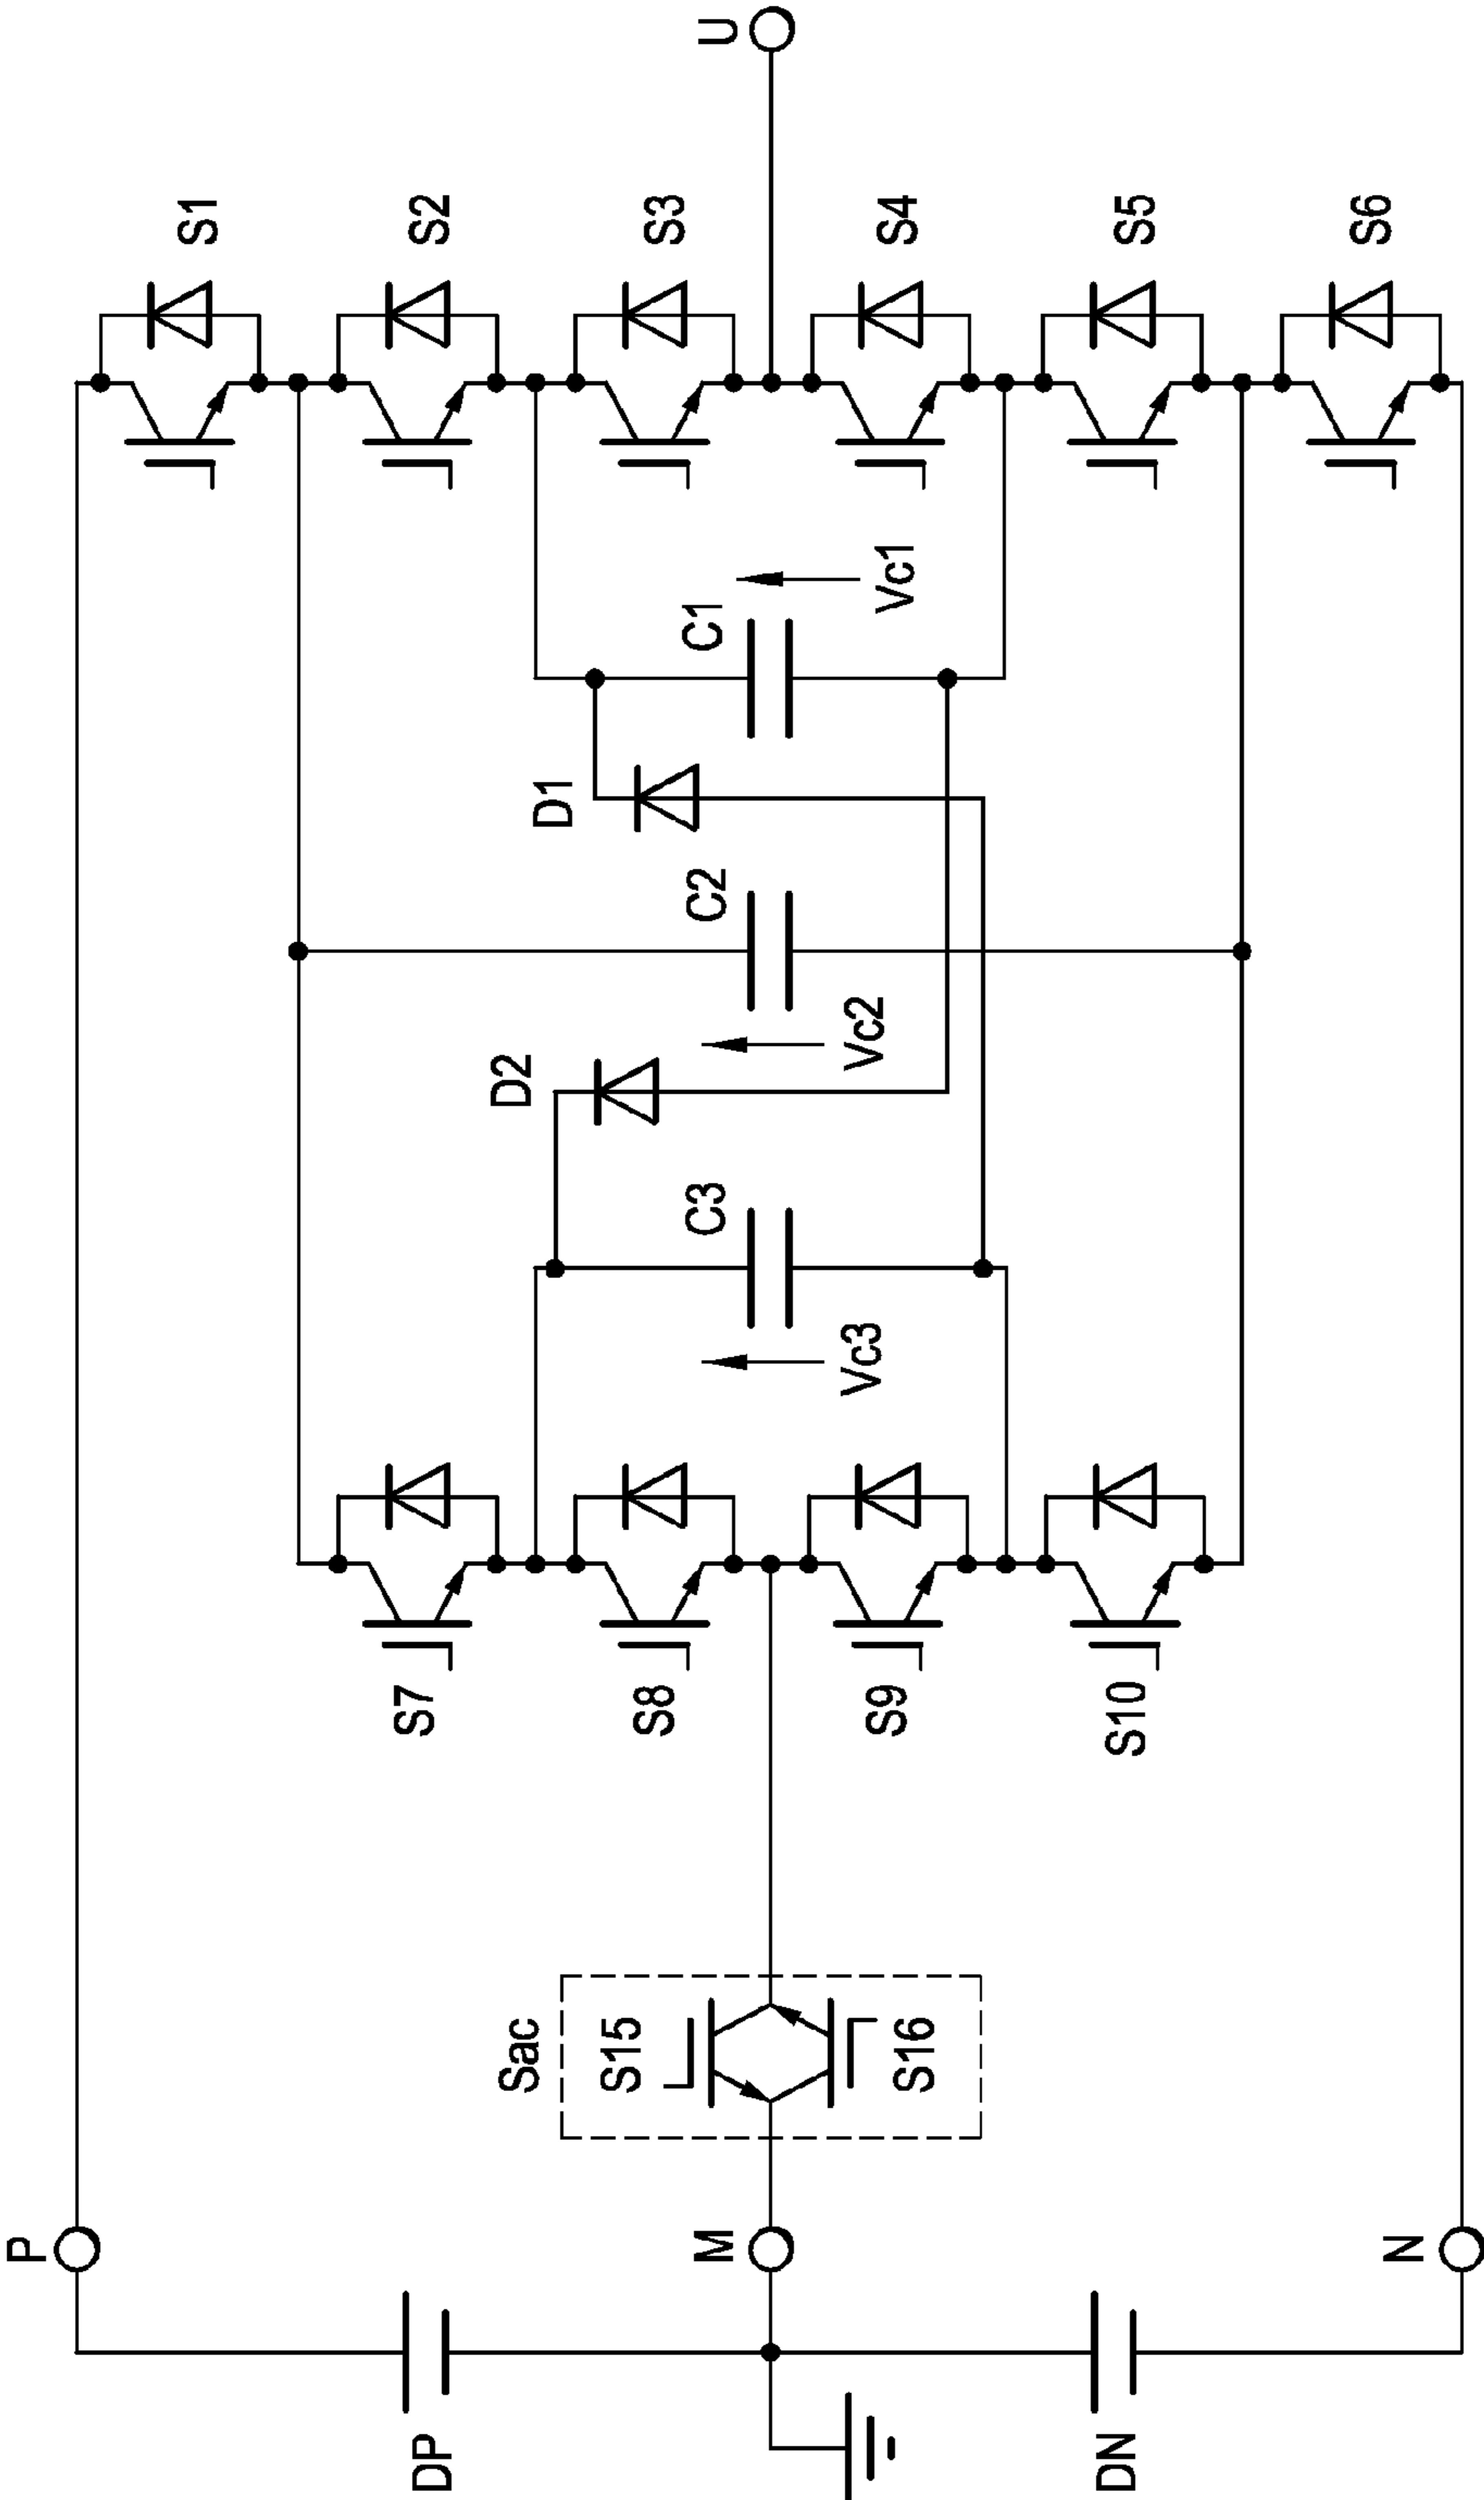 U
S1
S2
S3
S4
S5
S6
C1
Vc1
D1
C2
Vc2
D2
C3
Vc3
S7
S8
S9
S10
Sac
S15
S16
P
M
N
DP
DN